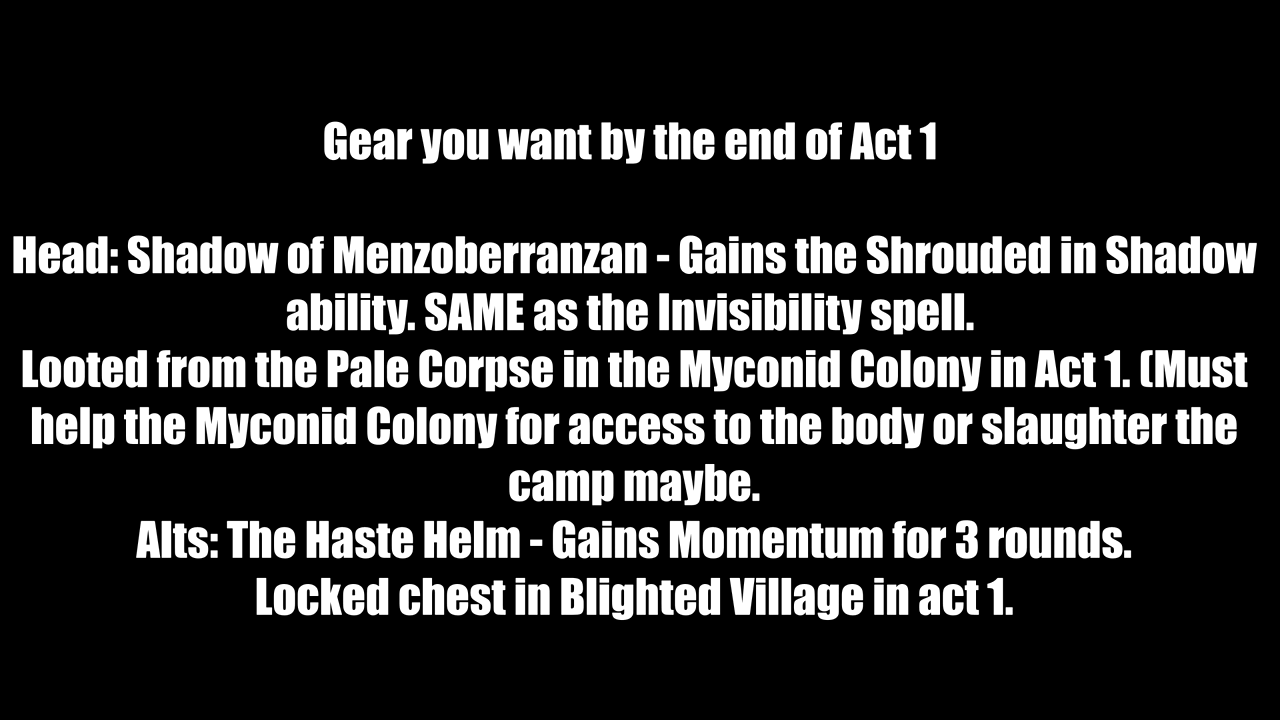 Gear you want by the end of Act 1
Head: Shadow of Menzoberranzan - Gains the Shrouded in Shadow
ability. SAME as the Invisibility spell.
Looted from the Pale Corpse in the Myconid Colony in Act 1. (Must
help the Myconid Colony for access to the body or slaughter the
camp maybe.
Alts: The Haste Helm - Gains Momentum for 3 rounds.
Locked chest in Blighted Village in act 1.